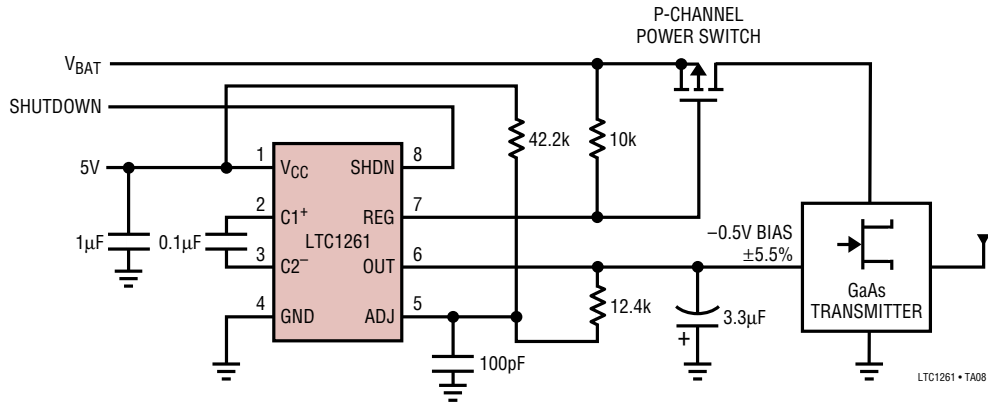 P-CHANNEL
POWER SWITCH
VBAT
SHUTDOWN
42.2k
10k
5V
1
VCC
SHDN
8
2
C1+
REG
7
1µF
0.1µF
LTC1261
–0.5V BIAS
±5.5%
3
C2–
OUT
6
12.4k
3.3µF
+
GaAs
TRANSMITTER
4
GND
ADJ
5
100pF
LTC1261 • TA08